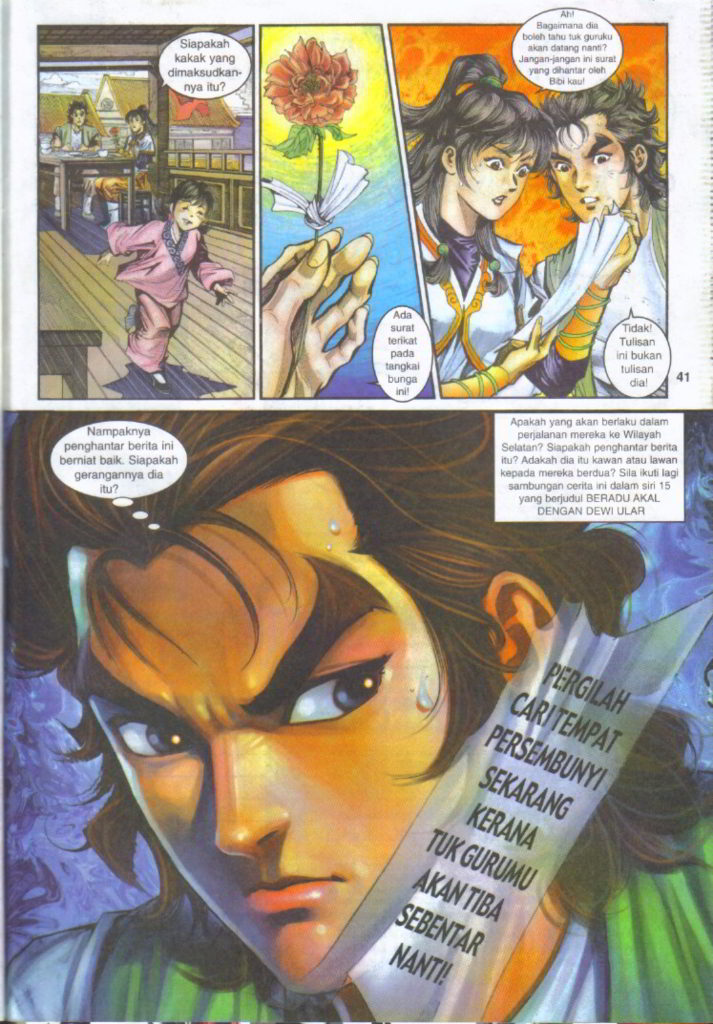 Siapakah
kakak yang
dimaksudkan-
nya itu?
Ada
surat
terikat
pada
tangkai
bunga
ini!
Ah!
Bagaimana dia
boleh tahu tuk guruku
akan datang nanti?
Jangan-jangan ini surat
yang dihantar oleh
Bibi kau!
Tidak!
Tulisan
ini bukan
tulisan
dia!
41
Nampaknya
penghantar berita ini
berniat baik. Siapakah
gerangannya dia
itu?
Apakah yang akan berlaku dalam
perjalanan mereka ke Wilayah
Selatan? Siapakah penghantar berita
itu? Adakah dia itu kawan atau lawan
kepada mereka berdua? Sila ikuti lagi
sambungan cerita ini dalam siri 15
yang berjudul BERADU AKAL
DENGAN DEWI ULAR
PERGILAH
CARI TEMPAT
PERSEMBUNYI
SEKARANG
KERANA
TUK GURUMU
AKAN TIBA
SEBENTAR
NANTI!